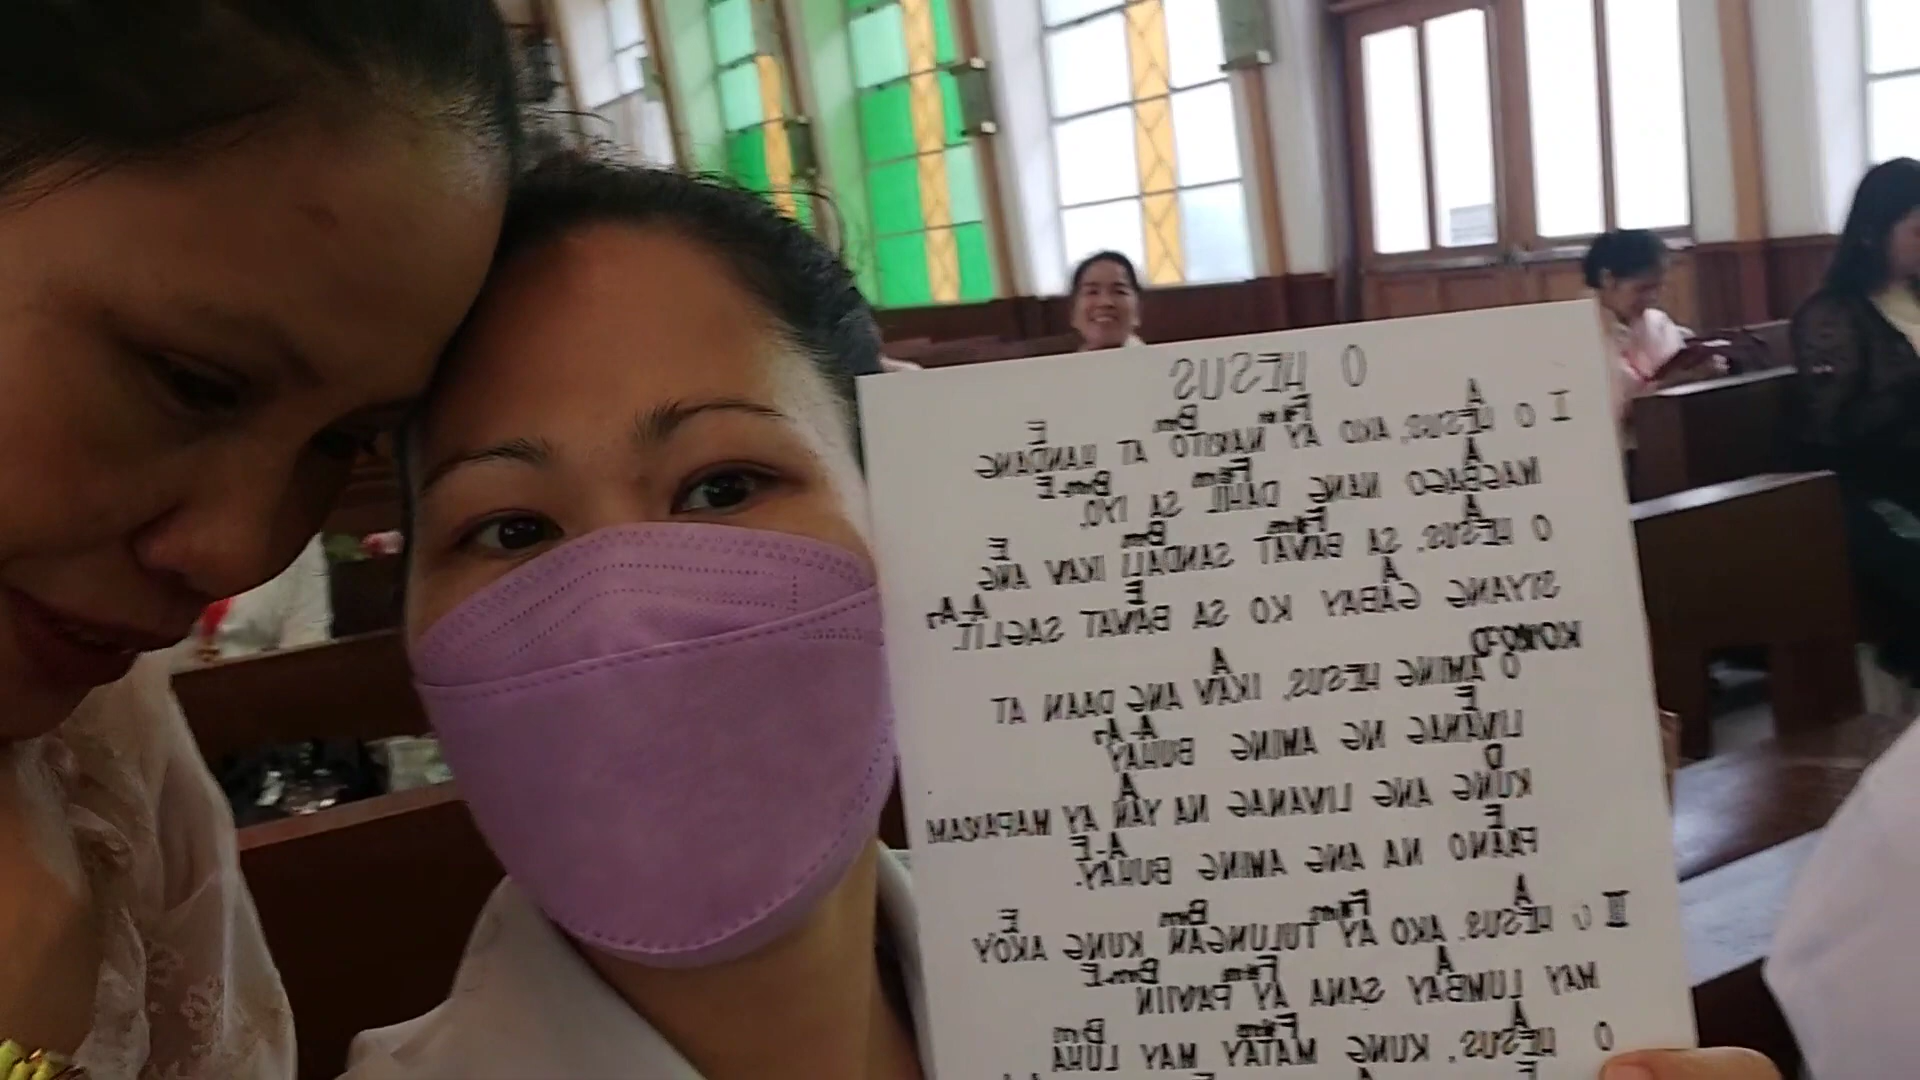 O HESUS
A F#m Bm E
I O HESUS, AKO AY NARITO AT HANDANG
A F#m Bm-E
MAGBAGO NANG DAHIL SA IYO,
A F#m Bm E
O HESUS, SA BAWAT SANDALI IKAW ANG
A E A-A7
SIYANG GABAY KO SA BAWAT SAGLIT.
KORO:D A
O AMING HESUS, IKAW ANG DAAN AT
E A-A7
LIWANAG NG AMING BUHAY
D A
KUNG ANG LIWANAG NA YAN AY MAPARAM
E A-E
PAANO NA ANG AMING BUHAY.
A F#m Bm E
II O HESUS. AKO AY TULUNGAN KUNG AKO'Y
A F#m Bm-E
MAY LUMBAY SANA AY PAWIIN
A F#m Bm
O HESUS, KUNG MATAY MAY LUHA
E